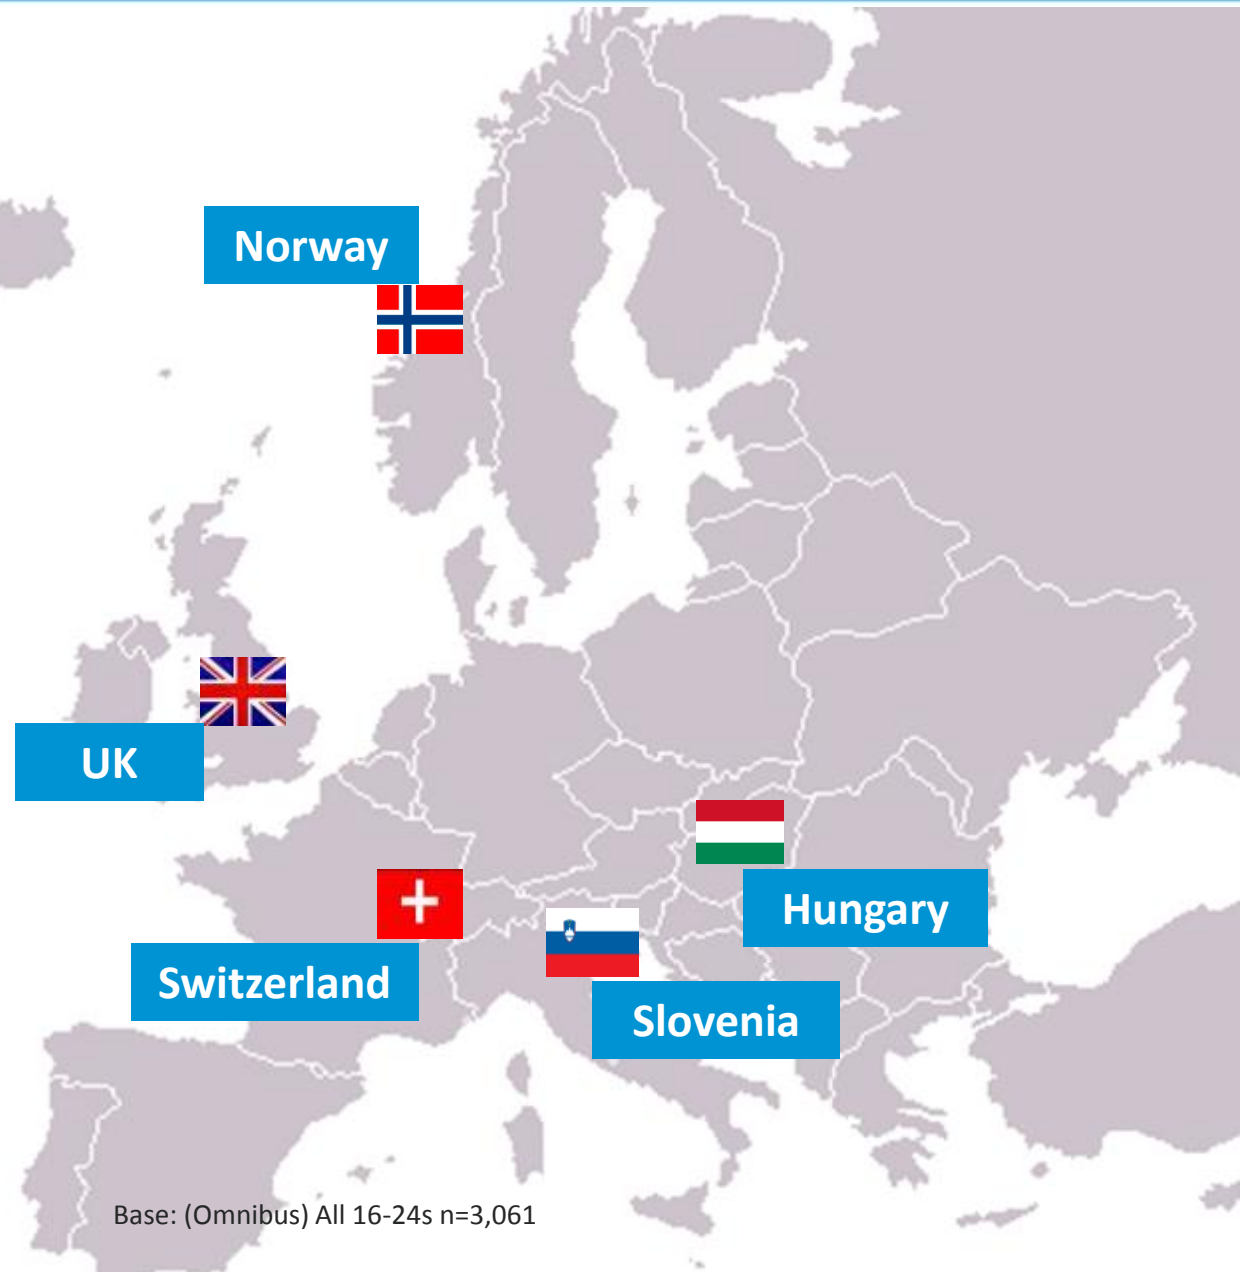 Norway
UK
Hungary
Switzerland
Slovenia
Base: (Omnibus) All 16-24s n=3,061